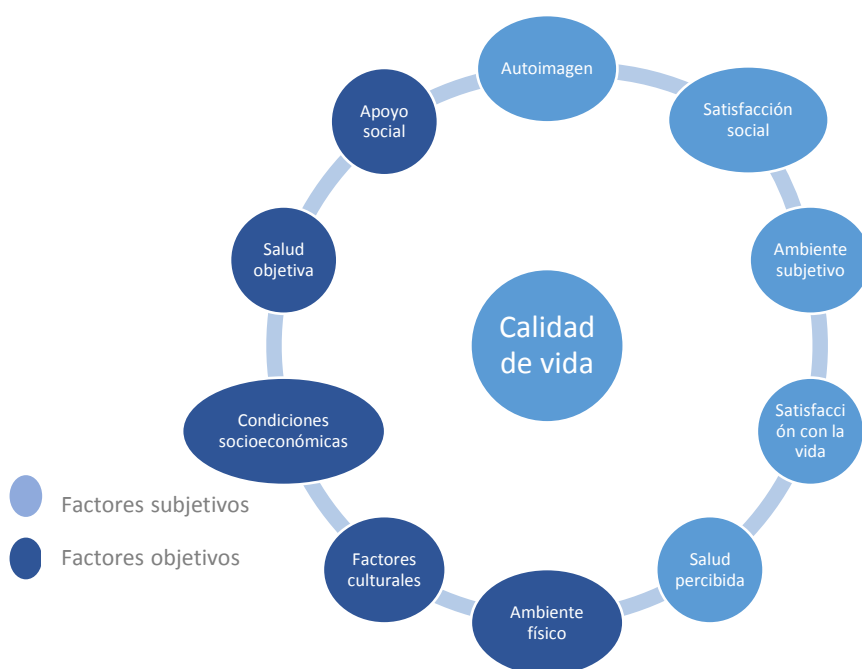 Autoimagen
Satisfacción
social
Ambiente
subjetivo
Satisfacci
ón con la
vida
Salud
percibida
Ambiente
físico
Factores
culturales
Condiciones
socioeconómicas
Salud
objetiva
Apoyo
social
Calidad
de vida
Factores subjetivos
Factores objetivos